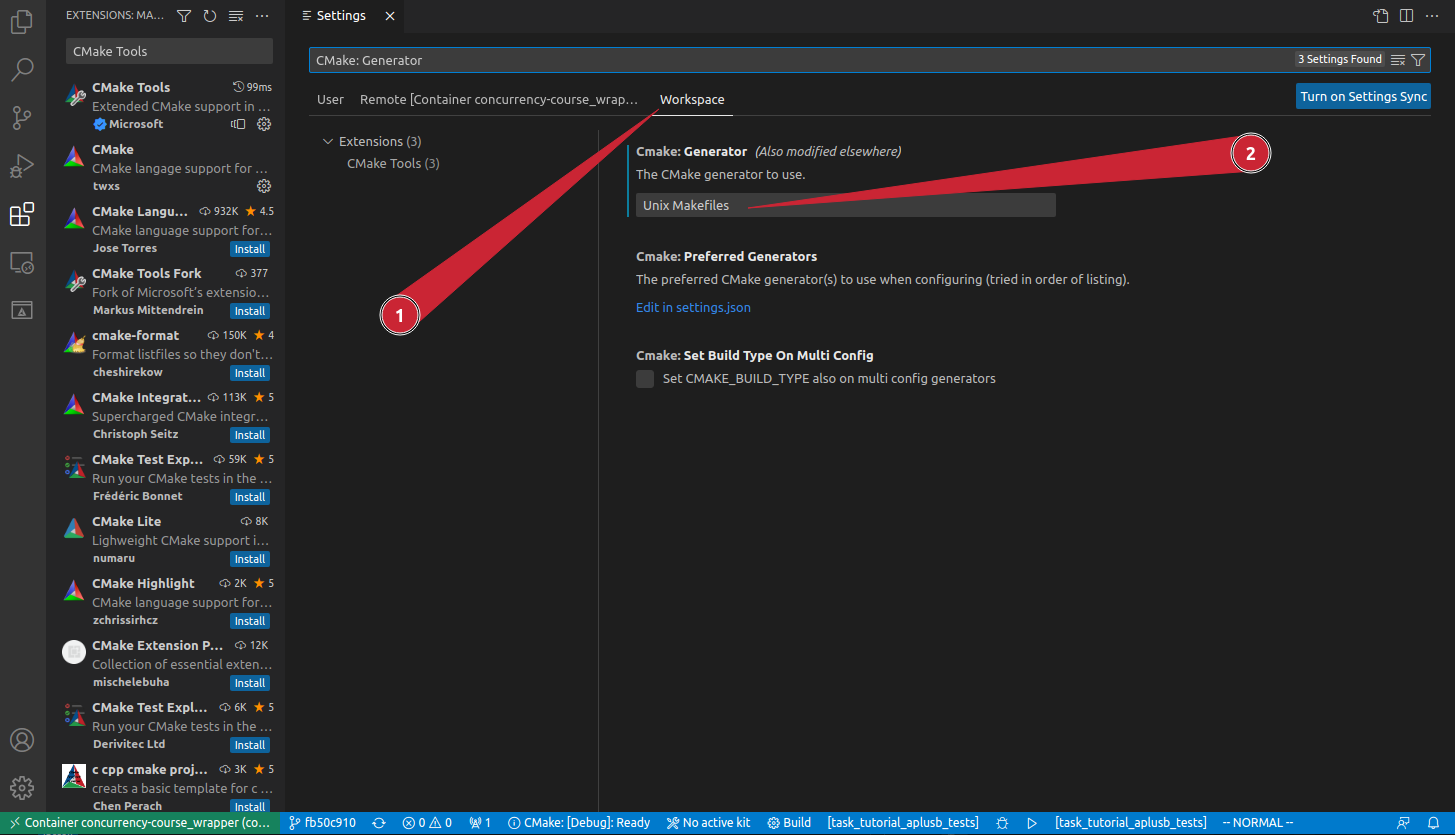 EXTENSIONS: MA...
Settings
CMake Tools
CMake Tools 99ms
Extended CMake support in ...
Microsoft
CMake
CMake langage support for ...
twxs
CMake Langu... 932K 4.5
CMake language support for...
Jose Torres Install
CMake Tools Fork 377
Fork of Microsoft's extensio...
Markus Mittendrein Install
cmake-format 150K 4
Format listfiles so they don't...
cheshirekow Install
CMake Integrat... 113K 5
Supercharged CMake integr...
Christoph Seitz Install
CMake Test Exp... 59K 5
Run your CMake tests in the ...
Frédéric Bonnet Install
CMake Lite 8K
Lighweight CMake support i...
numaru Install
CMake Highlight 2K 5
CMake language support for...
zchrissirhcz Install
CMake Extension P... 12K
Collection of essential exten...
mischelebuha Install
CMake Test Expl... 6K 5
Run your CMake tests in the ...
Derivitec Ltd Install
c cpp cmake proj... 3K 5
creats a basic template for c ...
Chen Perach Install
CMake: Generator 3 Settings Found
User Remote [Container concurrency-course_wrap... Workspace Turn on Settings Sync
Extensions (3)
CMake Tools (3)
Cmake: Generator (Also modified elsewhere)
The CMake generator to use.
Unix Makefiles
Cmake: Preferred Generators
The preferred CMake generator(s) to use when configuring (tried in order of listing).
Edit in settings.json
Cmake: Set Build Type On Multi Config
Set CMAKE_BUILD_TYPE also on multi config generators
1
2
Container concurrency-course_wrapper (co... fb50c910 0 0 1 CMake: [Debug]: Ready No active kit Build [task_tutorial_aplusb_tests] [task_tutorial_aplusb_tests] -- NORMAL --